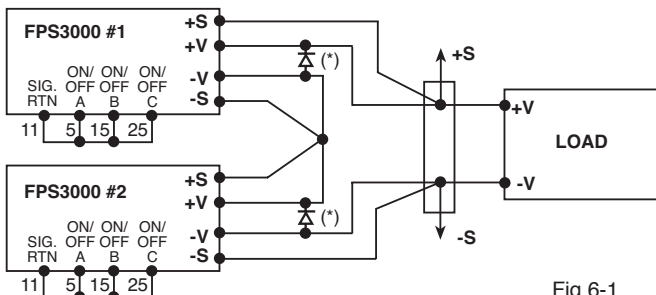 FPS3000 #1
+S
+V
-V
-S
SIG. RTN
ON/ OFF A
ON/ OFF B
ON/ OFF C
11 5 15 25
(*)
FPS3000 #2
+S
+V
-V
-S
SIG. RTN
ON/ OFF A
ON/ OFF B
ON/ OFF C
11 5 15 25
(*)
+S
-S
+V
LOAD
-V
Fig 6-1